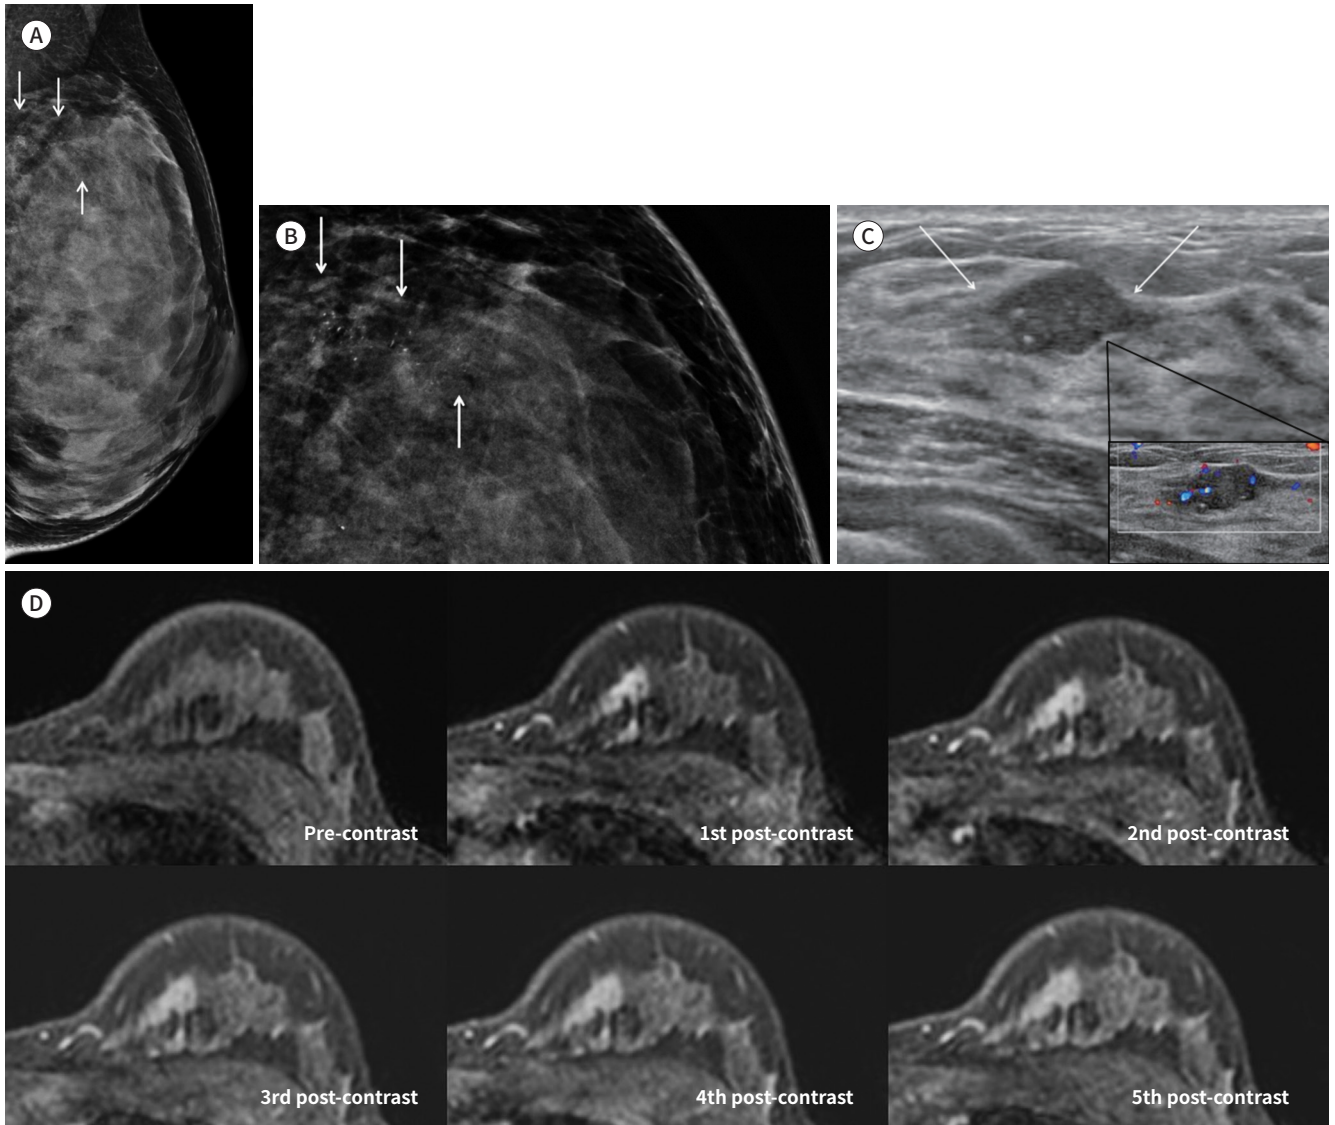 A
B
C
D
Pre-contrast
1st post-contrast
2nd post-contrast
3rd post-contrast
4th post-contrast
5th post-contrast